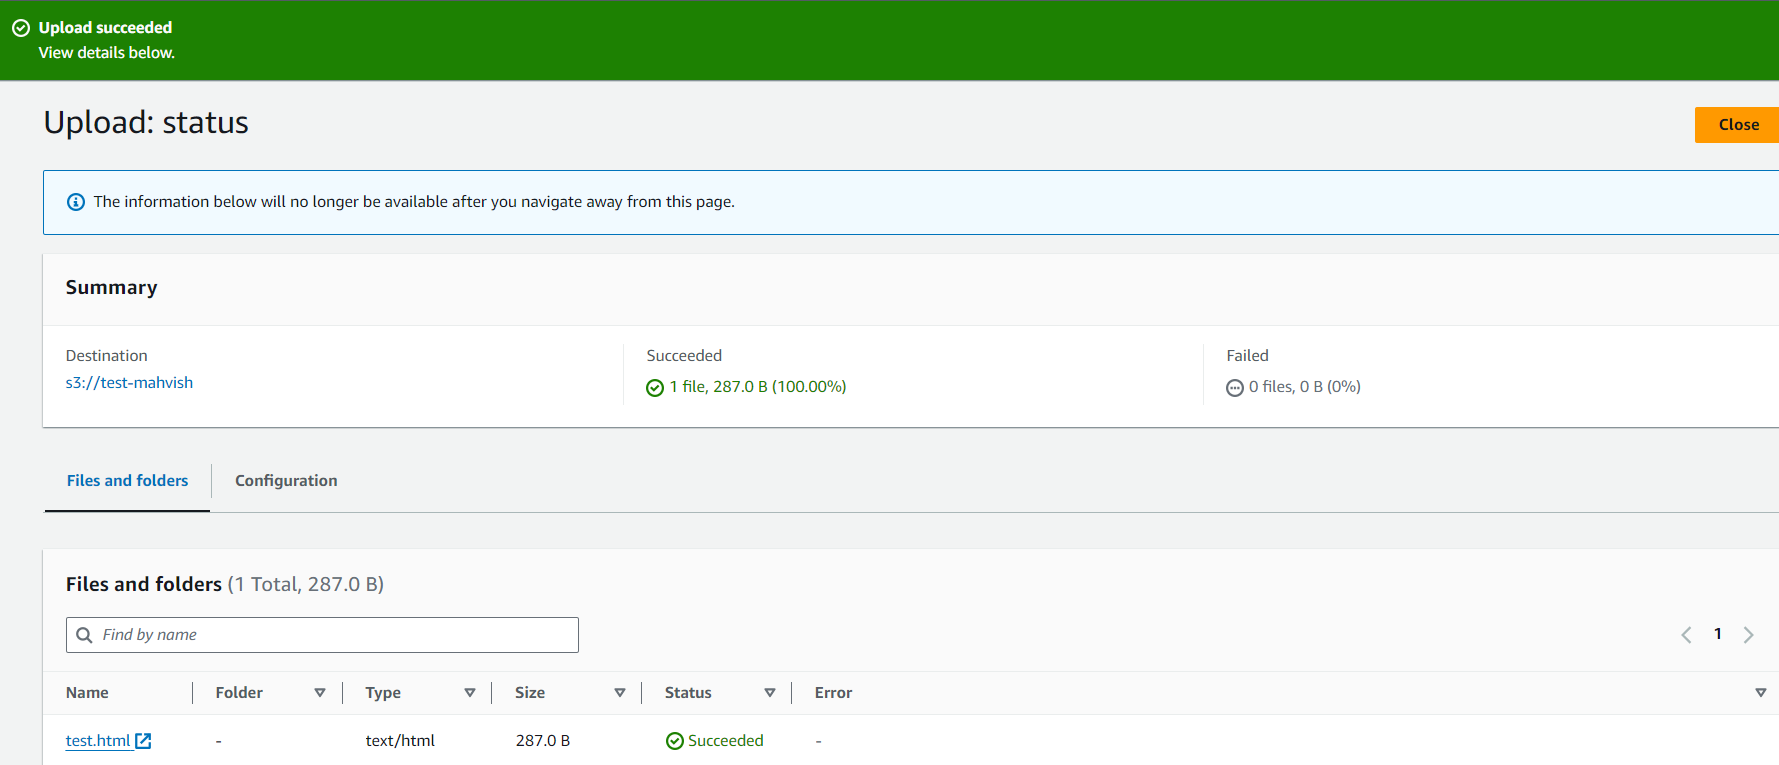 Upload succeeded
View details below.
Upload: status
Close
The information below will no longer be available after you navigate away from this page.
Summary
Destination
s3://test-mahvish
Succeeded
1 file, 287.0 B (100.00%)
Failed
0 files, 0 B (0%)
Files and folders
Configuration
Files and folders (1 Total, 287.0 B)
Find by name
1
Name Folder Type Size Status Error
test.html - text/html 287.0 B Succeeded -